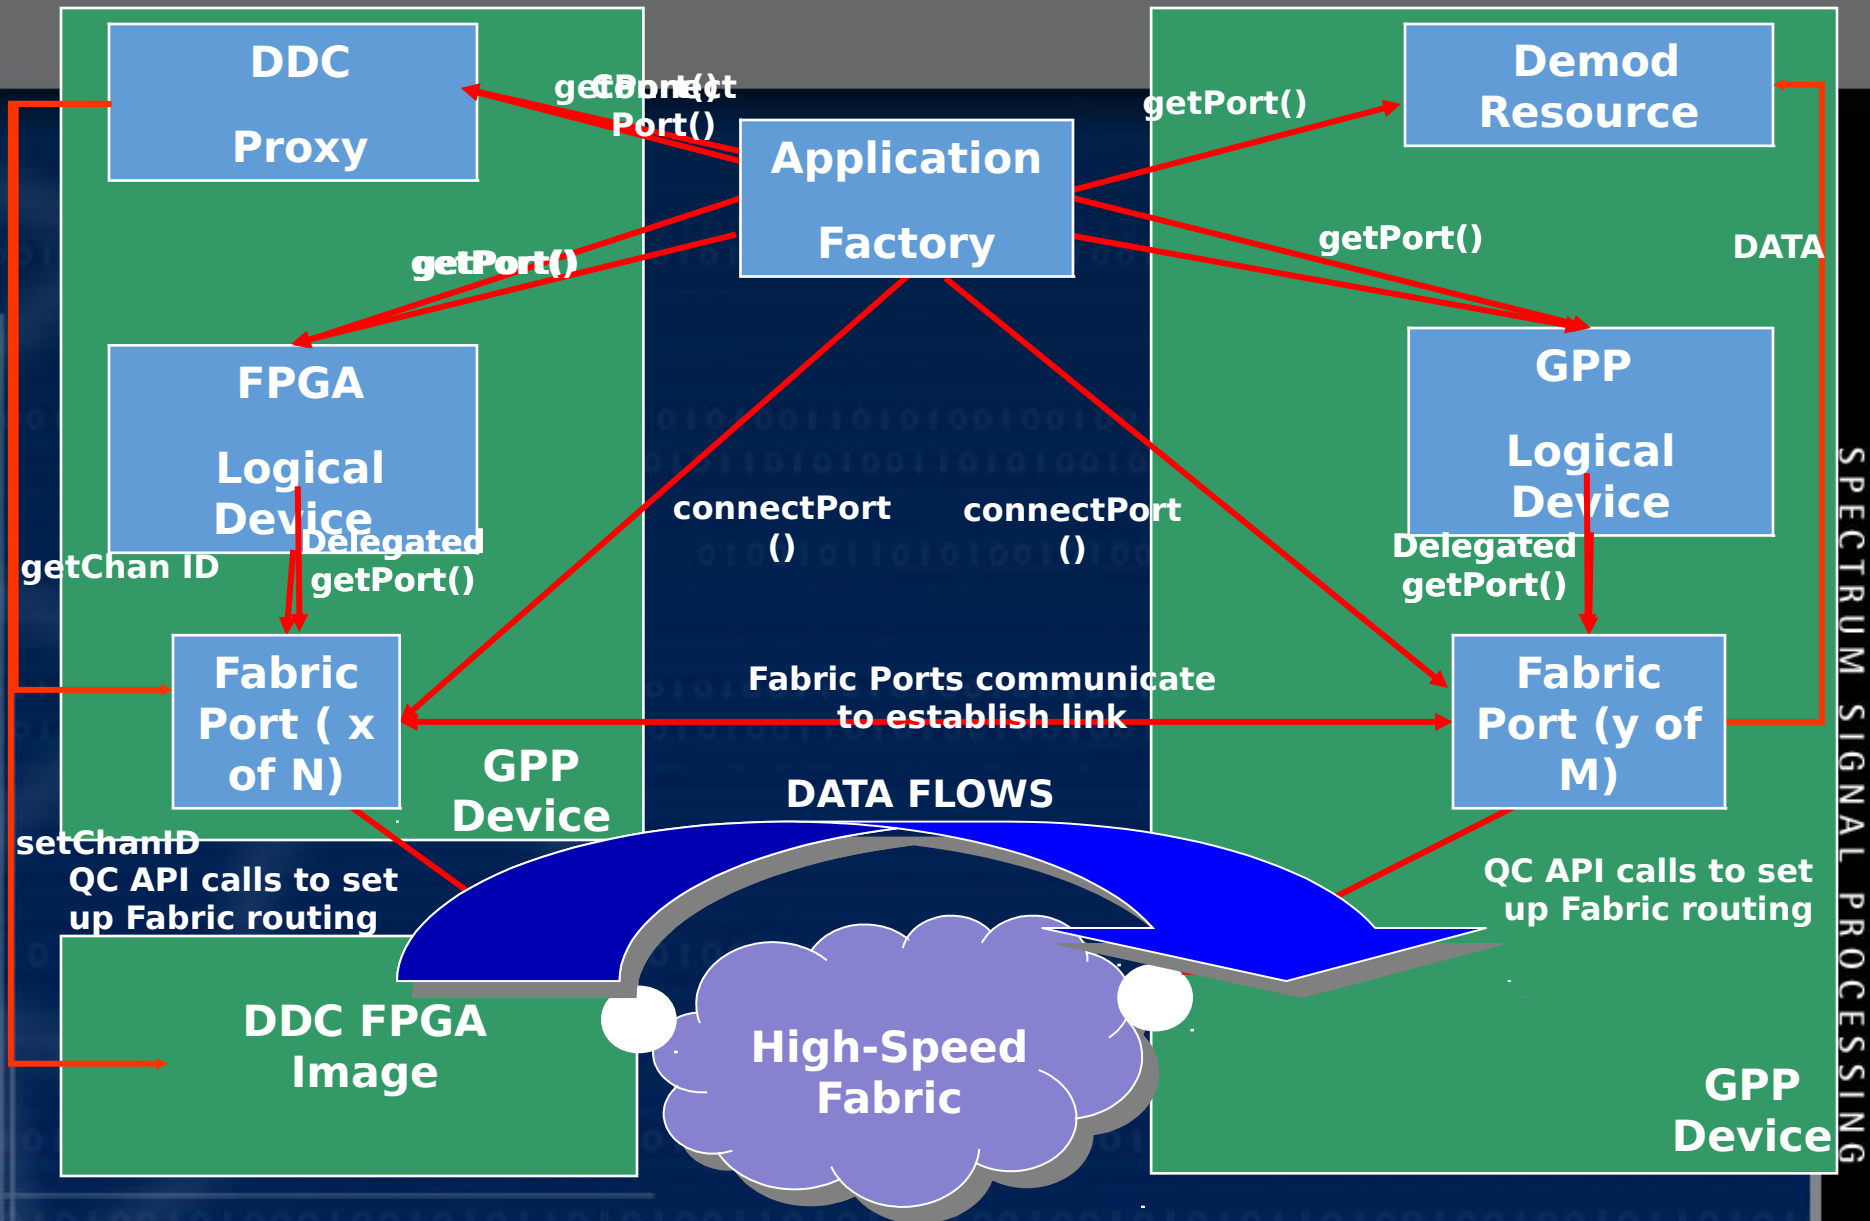 DDC
Proxy
getPort()
Connect
Port()
Application
Factory
getPort()
Demod
Resource
getPort()
getPort()
getPort()
DATA
FPGA
Logical
Device
GPP
Logical
Device
connectPort
()
connectPort
()
Delegated
getPort()
Delegated
getPort()
getChan ID
Fabric
Port ( x
of N)
GPP
Device
Fabric Ports communicate
to establish link
Fabric
Port (y of
M)
DATA FLOWS
setChanID
QC API calls to set
up Fabric routing
QC API calls to set
up Fabric routing
DDC FPGA
Image
High-Speed
Fabric
GPP
Device
SPECTRUM SIGNAL PROCESSING